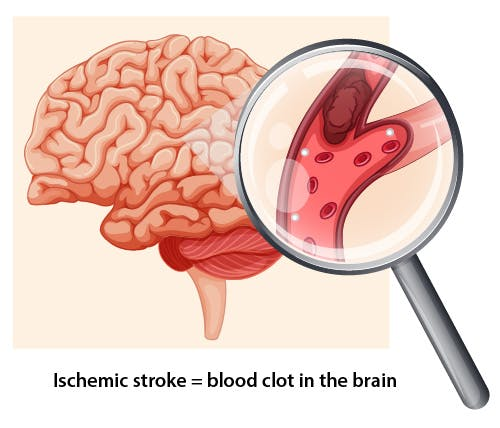 Ischemic stroke = blood clot in the brain